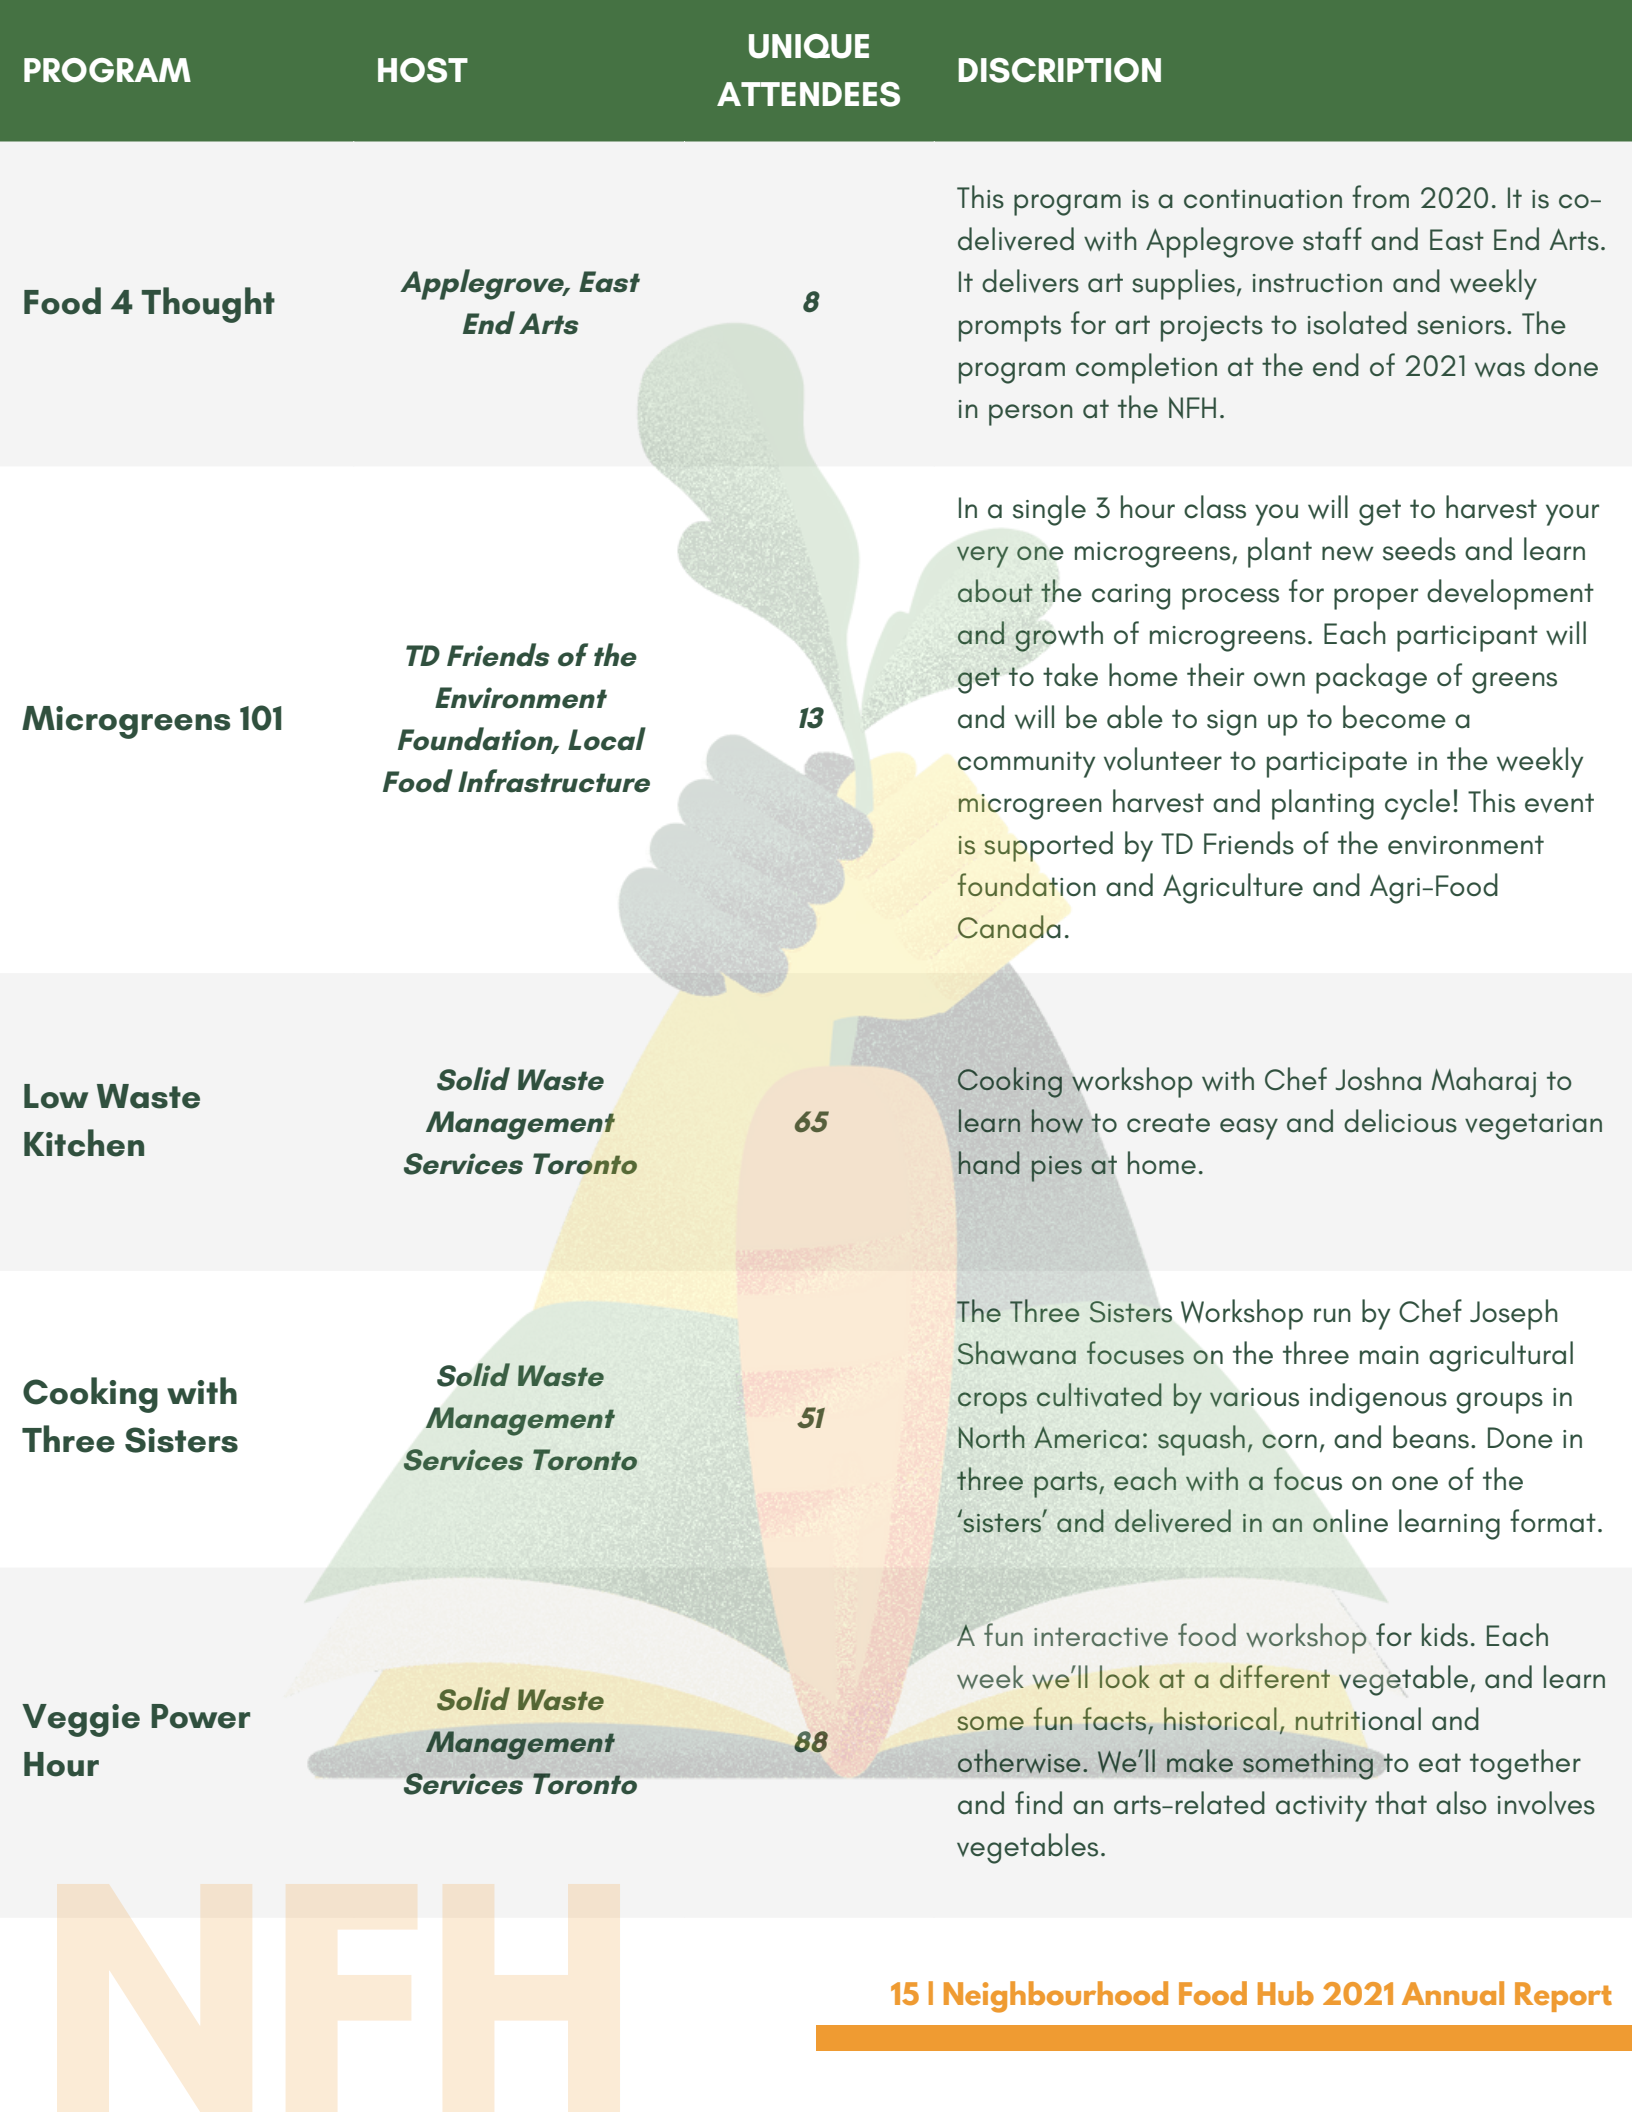 PROGRAM
HOST
UNIQUE
ATTENDEES
DISCRIPTION
Food 4 Thought
Applegrove, East
End Arts
8
This program is a continuation from 2020. It is co-
delivered with Applegrove staff and East End Arts.
It delivers art supplies, instruction and weekly
prompts for art projects to isolated seniors. The
program completion at the end of 2021 was done
in person at the NFH.
Microgreens 101
TD Friends of the
Environment
Foundation, Local
Food Infrastructure
13
In a single 3 hour class you will get to harvest your
very one microgreens, plant new seeds and learn
about the caring process for proper development
and growth of microgreens. Each participant will
get to take home their own package of greens
and will be able to sign up to become a
community volunteer to participate in the weekly
microgreen harvest and planting cycle! This event
is supported by TD Friends of the environment
foundation and Agriculture and Agri-Food
Canada.
Low Waste
Kitchen
Solid Waste
Management
Services Toronto
65
Cooking workshop with Chef Joshna Maharaj to
learn how to create easy and delicious vegetarian
hand pies at home.
Cooking with
Three Sisters
Solid Waste
Management
Services Toronto
51
The Three Sisters Workshop run by Chef Joseph
Shawana focuses on the three main agricultural
crops cultivated by various indigenous groups in
North America: squash, corn, and beans. Done in
three parts, each with a focus on one of the
‘sisters’ and delivered in an online learning format.
Veggie Power
Hour
Solid Waste
Management
Services Toronto
88
A fun interactive food workshop for kids. Each
week we’ll look at a different vegetable, and learn
some fun facts, historical, nutritional and
otherwise. We’ll make something to eat together
and find an arts-related activity that also involves
vegetables.
NFH
15 | Neighbourhood Food Hub 2021 Annual Report